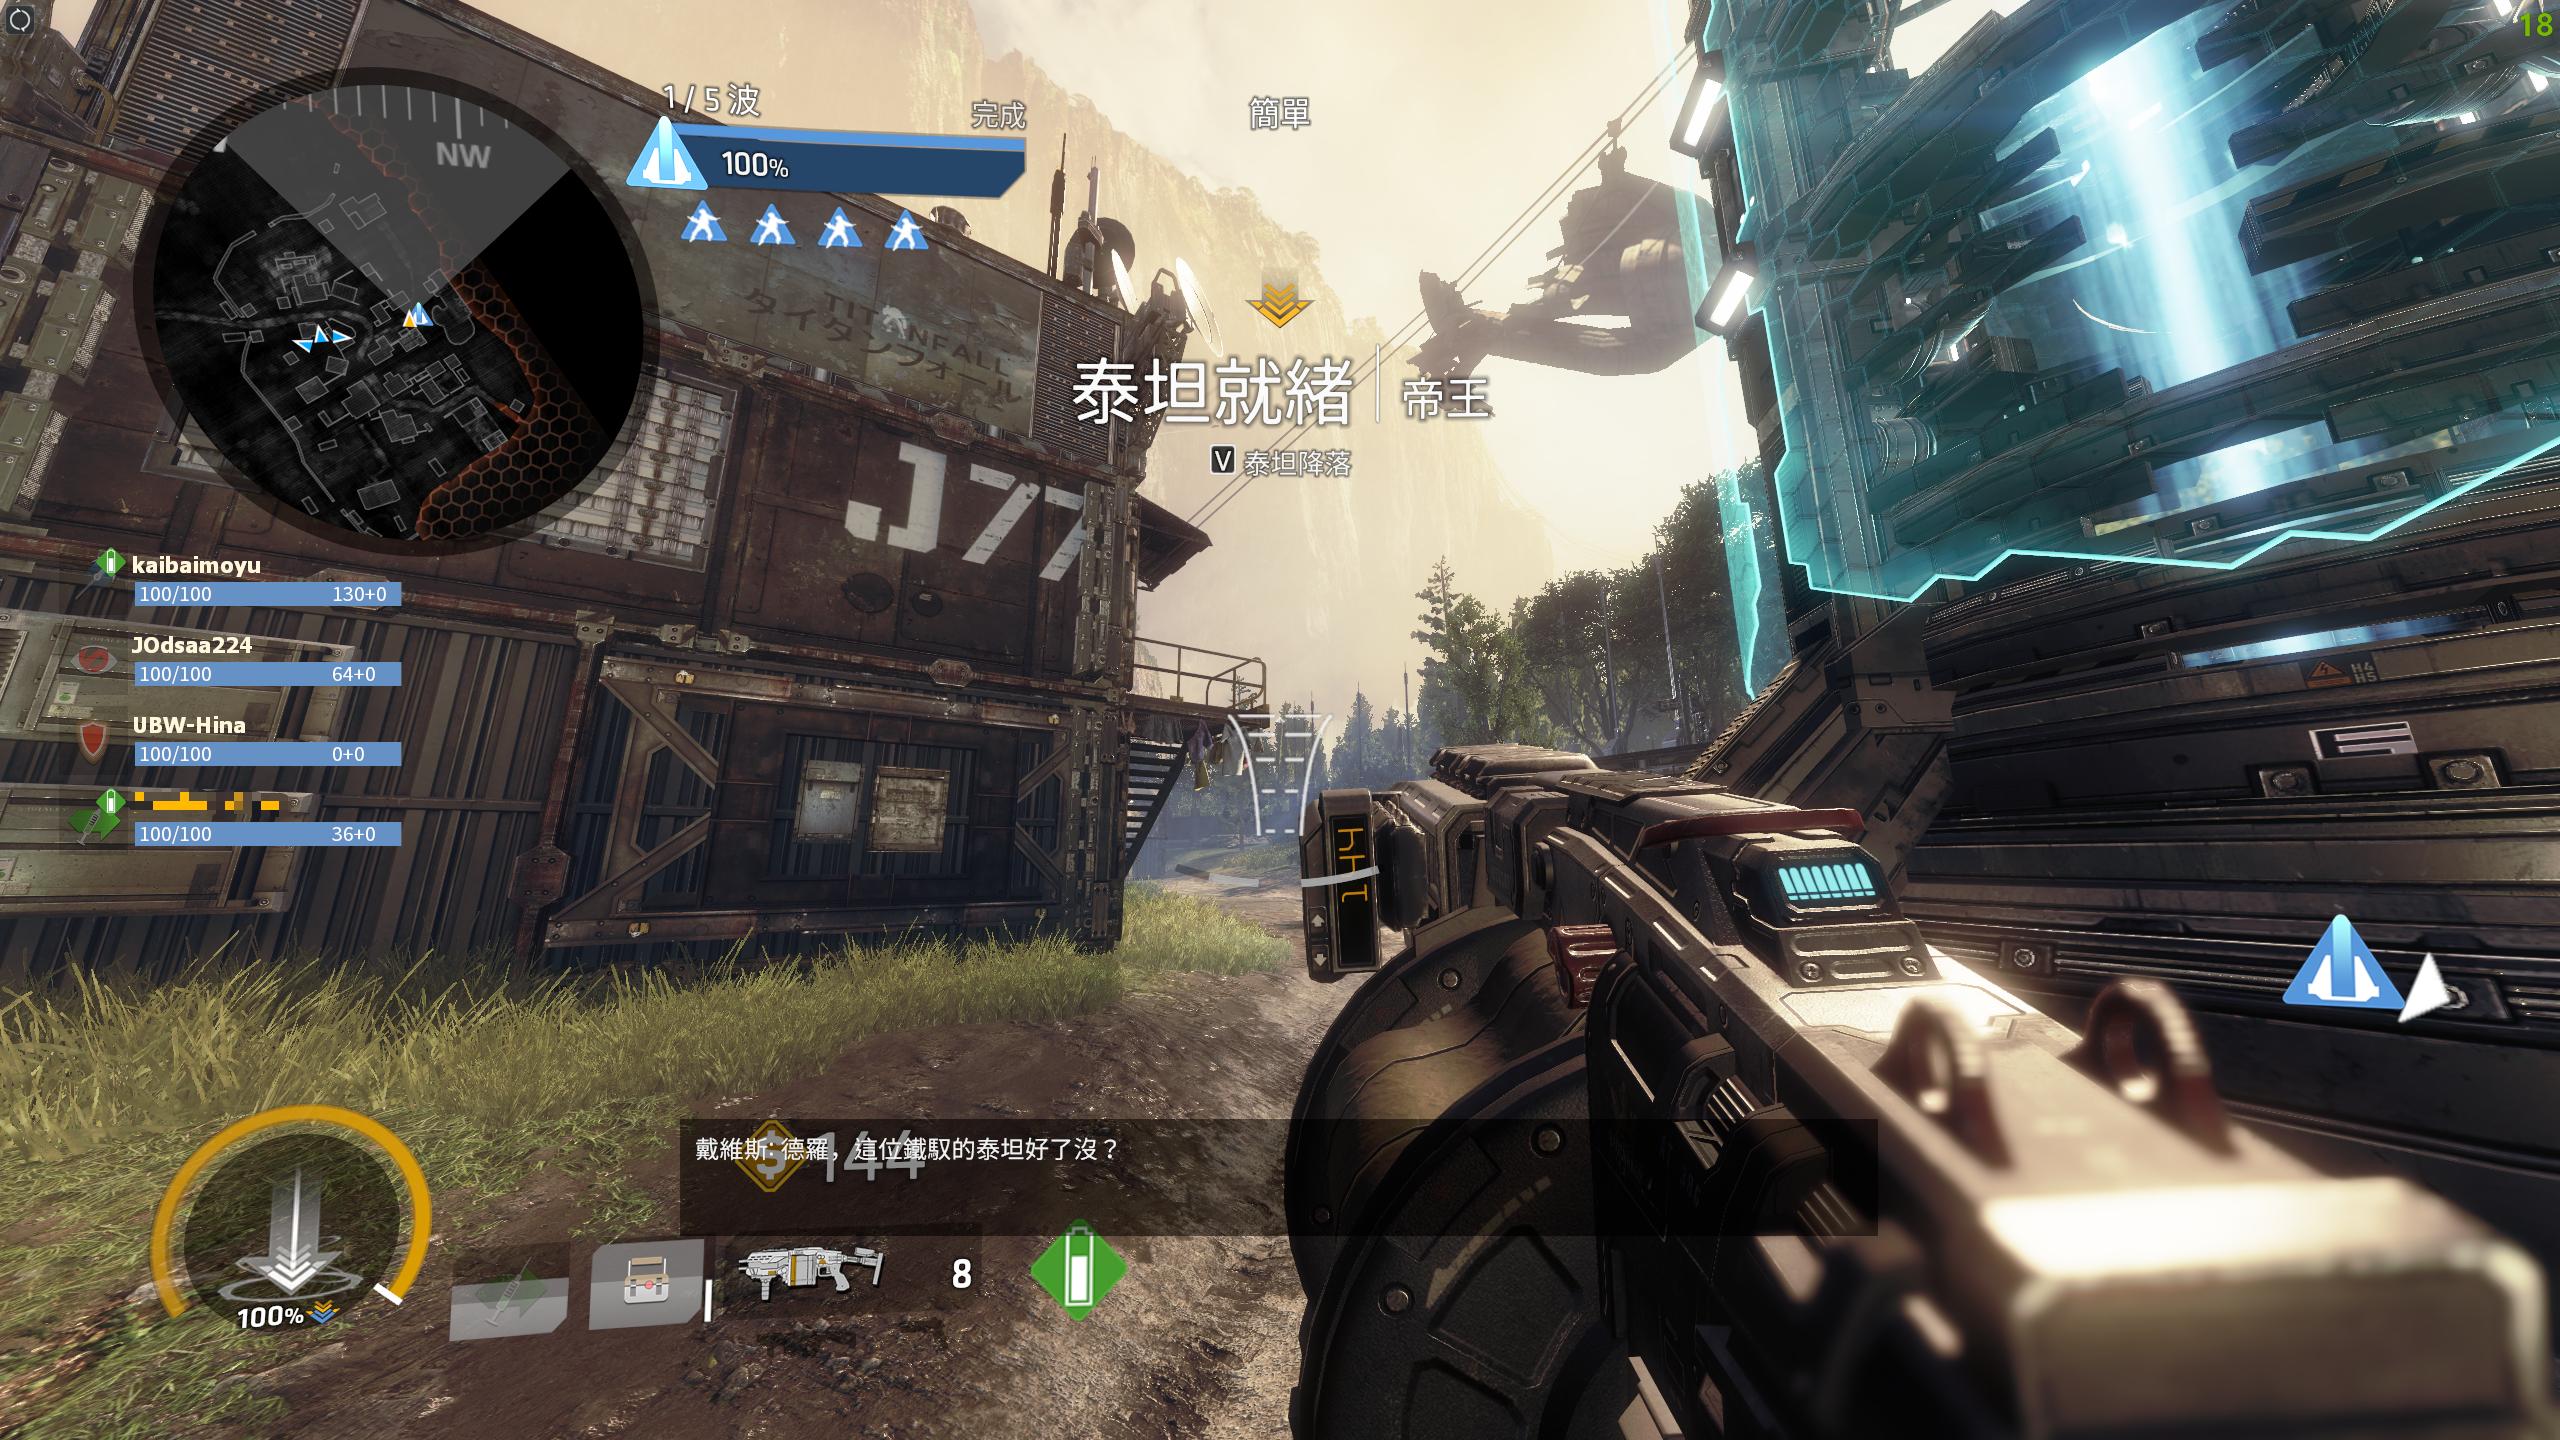 18
1/5波
完成
簡單
NW
100%
TITANFALL
タイタンフォール
泰坦就緒
帝王
V 泰坦降落
J77
kaibaimoyu
100/100 130+0
JOdsaa224
100/100 64+0
UBW-Hina
100/100 0+0
100/100 36+0
H4
H5
144
戴維斯: 德羅，這位鐵馭的泰坦好了沒？
100%
8